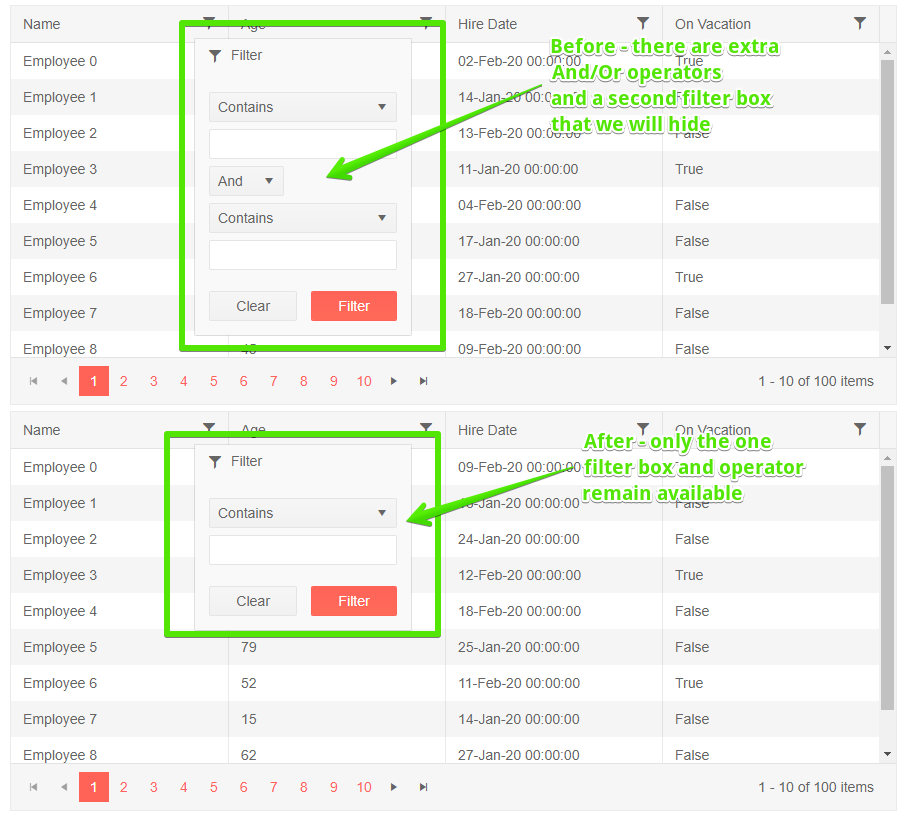 Name Age Hire Date On Vacation
Employee 0 02-Feb-20 00:00:00 True
Employee 1 14-Jan-20 00:00:00
Employee 2 13-Feb-20 00:00:00 False
Employee 3 11-Jan-20 00:00:00 True
Employee 4 04-Feb-20 00:00:00 False
Employee 5 17-Jan-20 00:00:00 False
Employee 6 27-Jan-20 00:00:00 True
Employee 7 18-Feb-20 00:00:00 False
Employee 8 09-Feb-20 00:00:00 False
Filter
Contains
And
Contains
Clear Filter
Before - there are extra
And/Or operators
and a second filter box
that we will hide
1 2 3 4 5 6 7 8 9 10 1 - 10 of 100 items
Name Age Hire Date On Vacation
Employee 0 09-Feb-20 00:00:00
Employee 1 -Jan-20 00:00:00 False
Employee 2 24-Jan-20 00:00:00 False
Employee 3 12-Feb-20 00:00:00 True
Employee 4 18-Feb-20 00:00:00 False
Employee 5 79 25-Jan-20 00:00:00 False
Employee 6 52 11-Feb-20 00:00:00 True
Employee 7 15 14-Jan-20 00:00:00 False
Employee 8 62 27-Jan-20 00:00:00 False
Filter
Contains
Clear Filter
After - only the one
filter box and operator
remain available
1 2 3 4 5 6 7 8 9 10 1 - 10 of 100 items